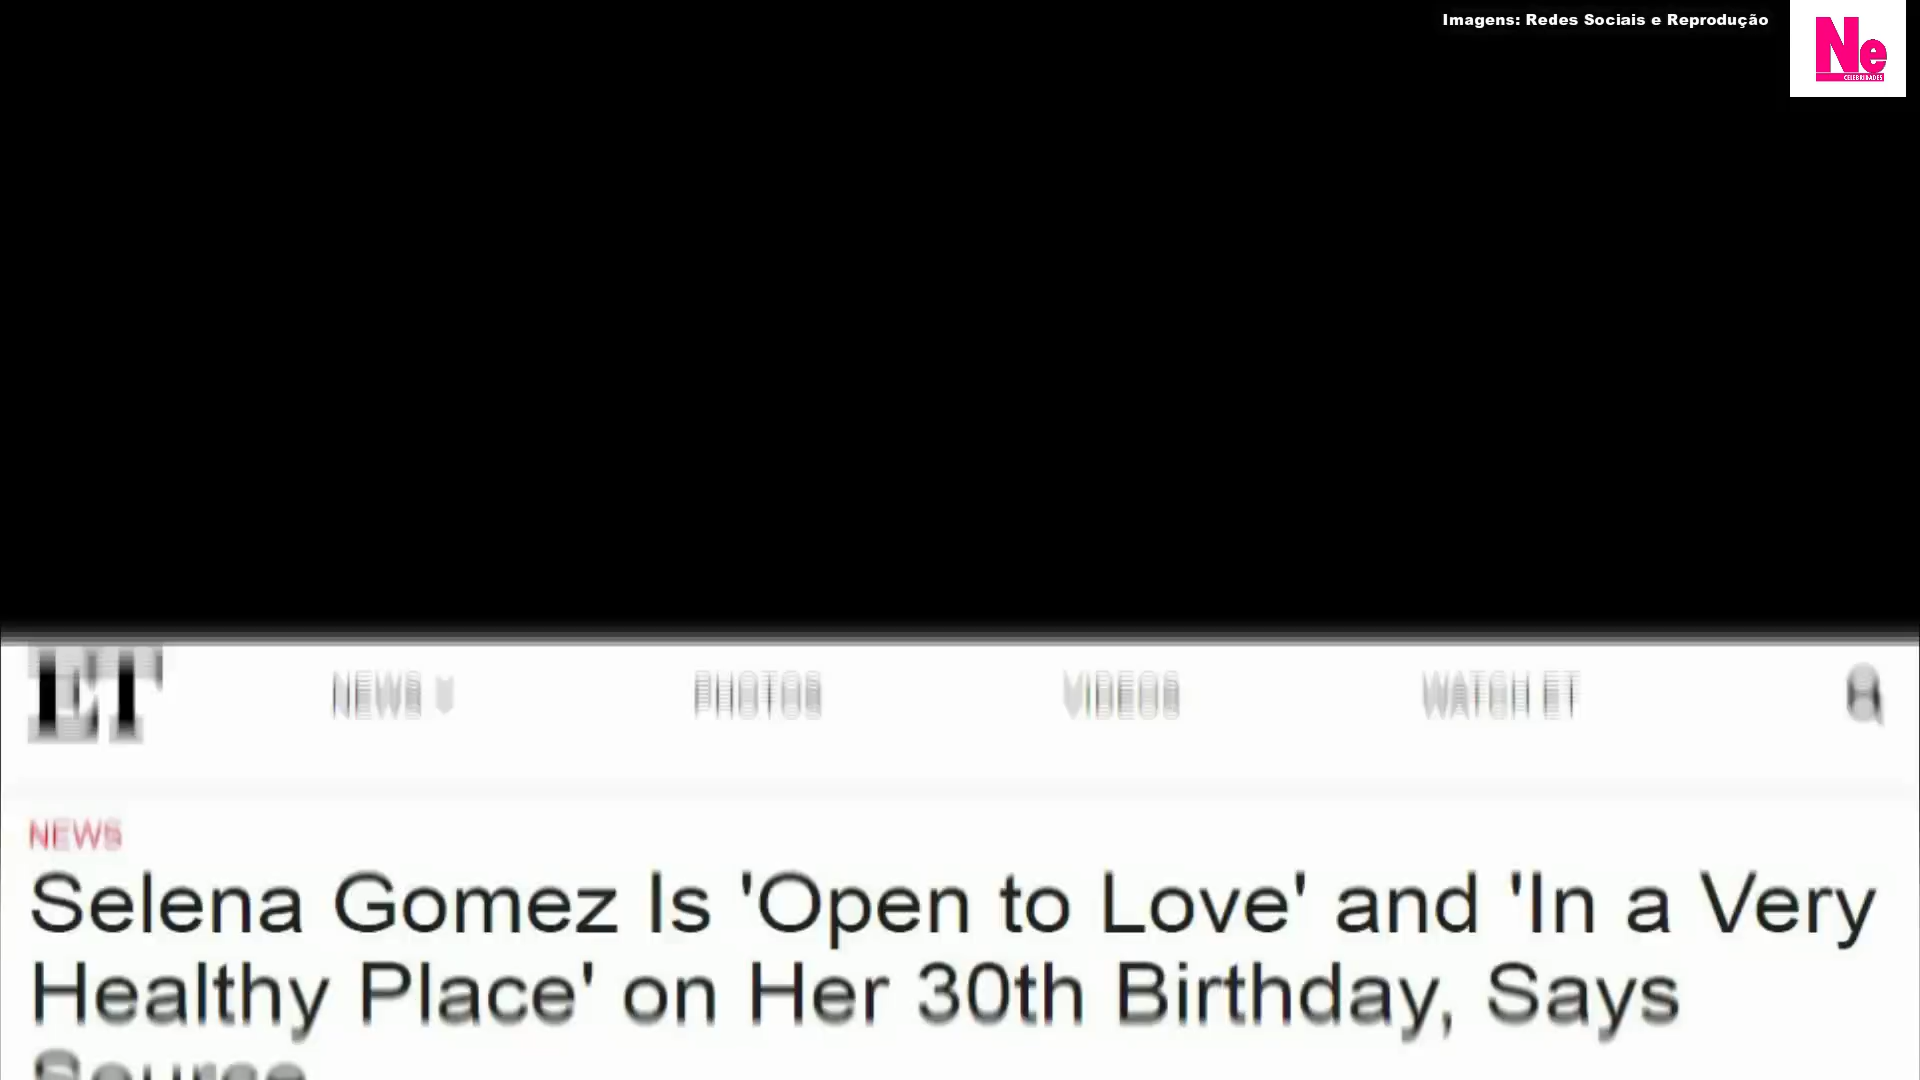 Imagens: Redes Sociais e Reprodução
Ne
CELEBRIDADES
ET NEWS PHOTOS VIDEOS WATCH ET
NEWS
Selena Gomez Is 'Open to Love' and 'In a Very
Healthy Place' on Her 30th Birthday, Says
Source